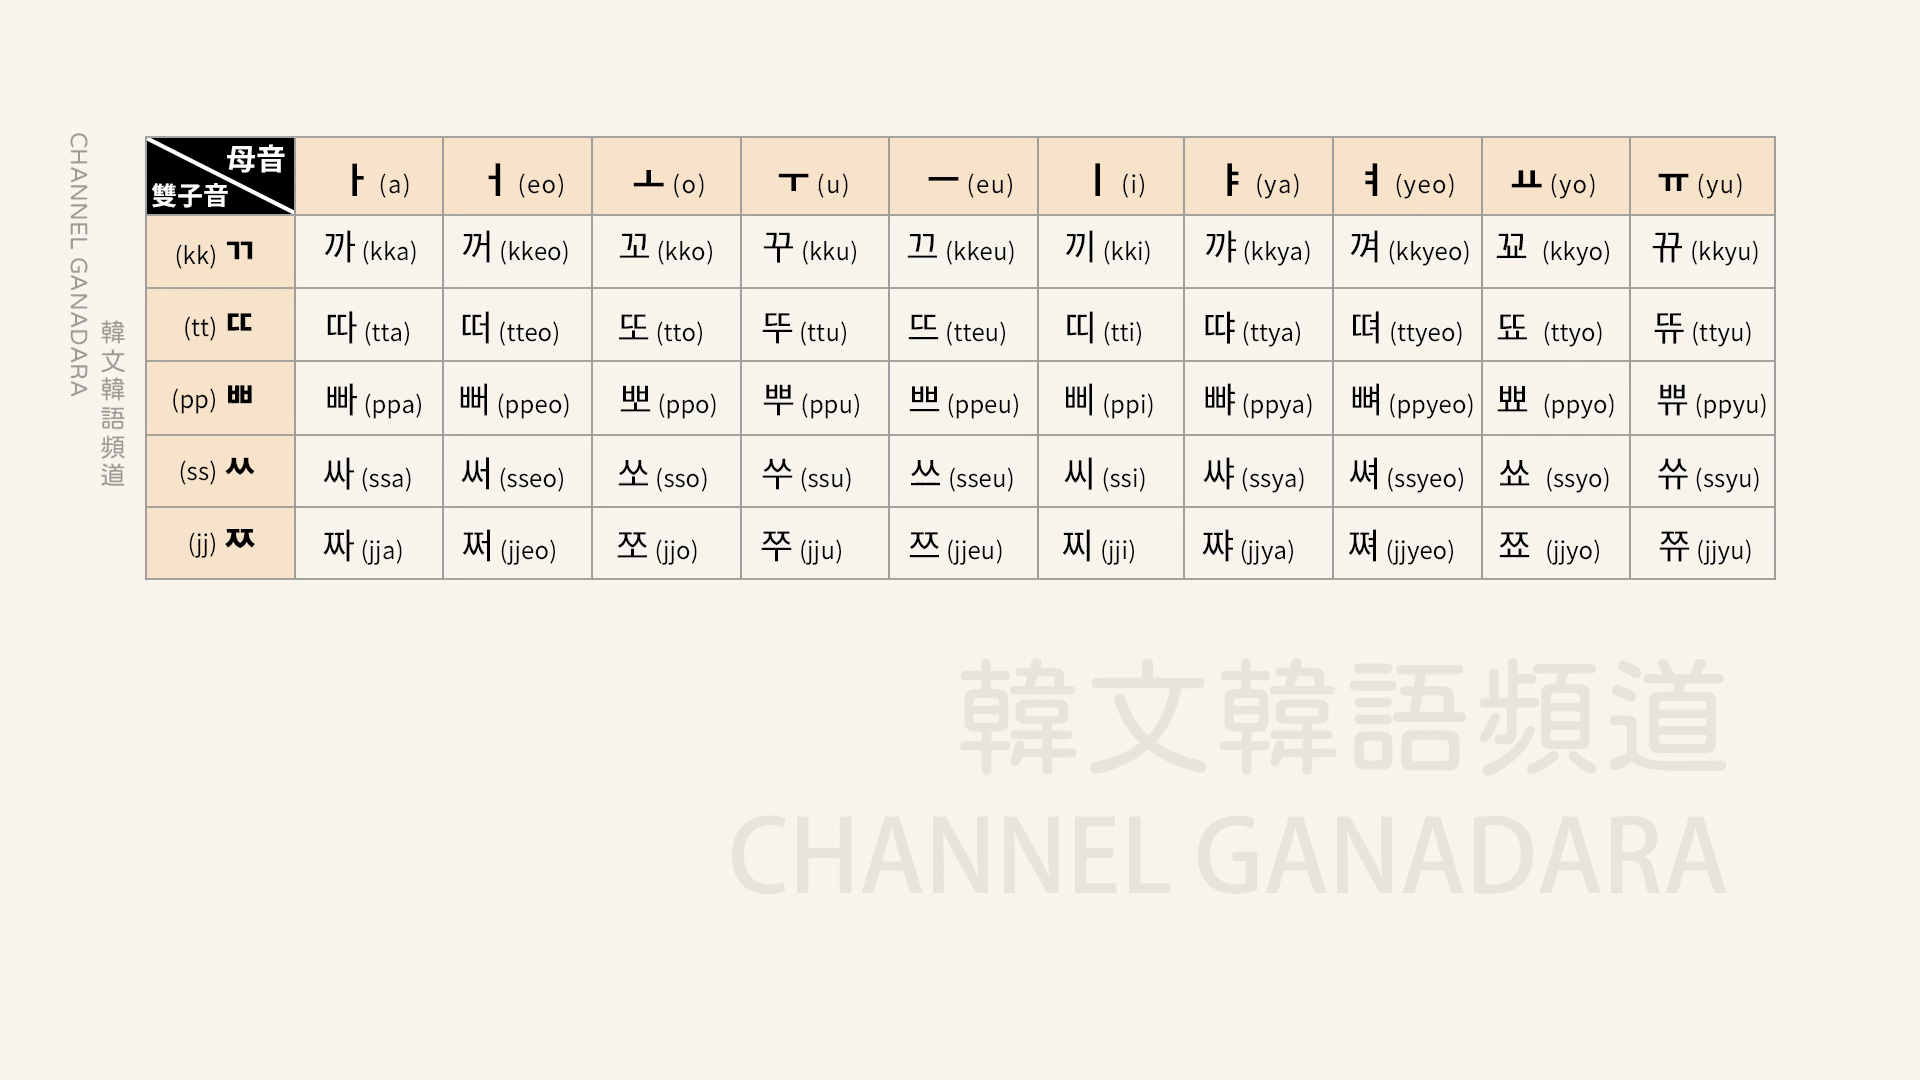 CHANNEL GANADARA
韓文韓語頻道
母音
雙子音
ㅏ (a) ㅓ (eo) ㅗ (o) ㅜ (u) ㅡ (eu) ㅣ (i) ㅑ (ya) ㅕ (yeo) ㅛ (yo) ㅠ (yu)
(kk) ㄲ 까 (kka) 꺼 (kkeo) 꼬 (kko) 꾸 (kku) 끄 (kkeu) 끼 (kki) 꺄 (kkya) 껴 (kkyeo) 꾜 (kkyo) 뀨 (kkyu)
(tt) ㄸ 따 (tta) 떠 (tteo) 또 (tto) 뚜 (ttu) 뜨 (tteu) 띠 (tti) 땨 (ttya) 뗘 (ttyeo) 뚀 (ttyo) 뜌 (ttyu)
(pp) ㅃ 빠 (ppa) 뻐 (ppeo) 뽀 (ppo) 뿌 (ppu) 쁘 (ppeu) 삐 (ppi) 뺘 (ppya) 뼈 (ppyeo) 뾰 (ppyo) 쀼 (ppyu)
(ss) ㅆ 싸 (ssa) 써 (sseo) 쏘 (sso) 쑤 (ssu) 쓰 (sseu) 씨 (ssi) 쌰 (ssya) 쎠 (ssyeo) 쑈 (ssyo) 쓔 (ssyu)
(jj) ㅉ 짜 (jja) 쩌 (jjeo) 쪼 (jjo) 쭈 (jju) 쯔 (jjeu) 찌 (jji) 쨔 (jjya) 쪄 (jjyeo) 쬬 (jjyo) 쮸 (jjyu)
韓文韓語頻道
CHANNEL GANADARA